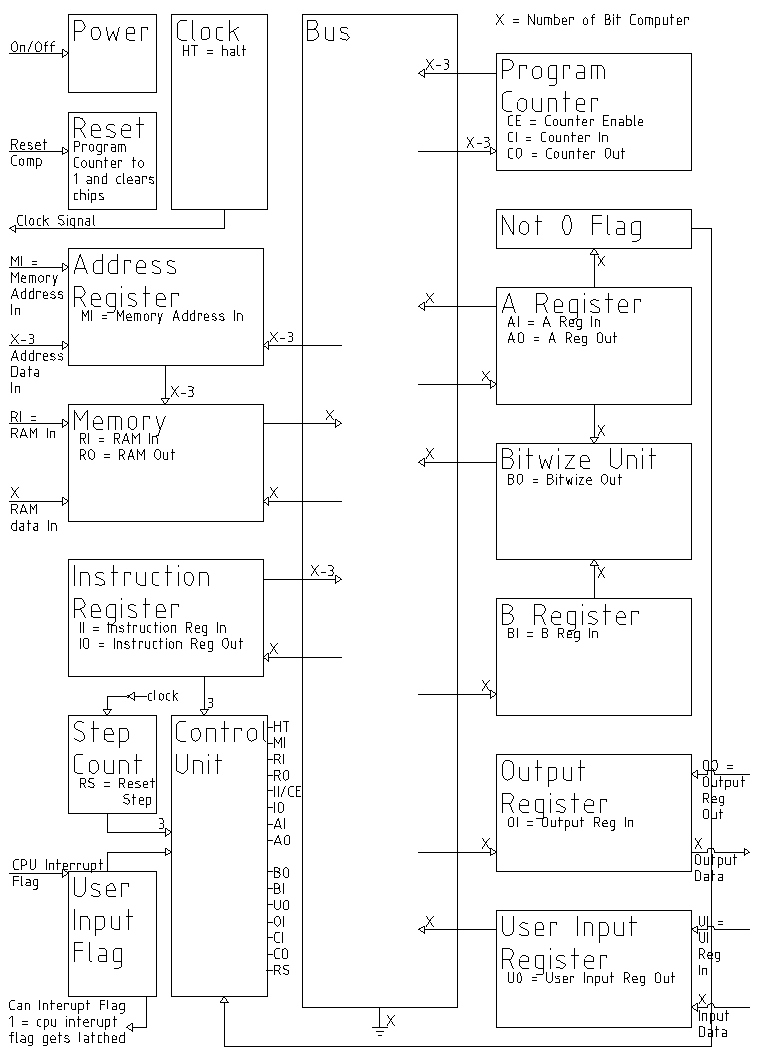 X = Number of Bit Computer
Power
On/Off
Clock
HT = halt
Bus
X-3
Program
Counter
CE = Counter Enable
CI = Counter In
CO = Counter Out
X-3
Reset
Program
Counter to
1 and clears
chips
Reset
Comp
Clock Signal
Not 0 Flag
X
MI =
Memory
Address
In
X-3
Address
Data
In
Address
Register
MI = Memory Address In
X-3
X-3
X
A Register
AI = A Reg In
AO = A Reg Out
X
X
RI =
RAM In
X
RAM
data In
Memory
RI = RAM In
RO = RAM Out
X
X
X
Bitwize Unit
BO = Bitwize Out
X
Instruction
Register
II = Instruction Reg In
IO = Instruction Reg Out
X-3
X
3
B Register
BI = B Reg In
X
clock
Step
Count
RS = Reset
Step
3
Control
Unit
HT
MI
RI
RO
II/CE
IO
AI
AO
BO
BI
UO
OI
CI
CO
RS
Output
Register
OI = Output Reg In
X
OO =
Output
Reg
Out
X
Output
Data
CPU Interrupt
Flag
User
Input
Flag
Can Interrupt Flag
1 = cpu inteript
flag gets latched
X
User Input
Register
UO = User Input Reg Out
X
UI =
UI
Reg
In
X
Input
Data